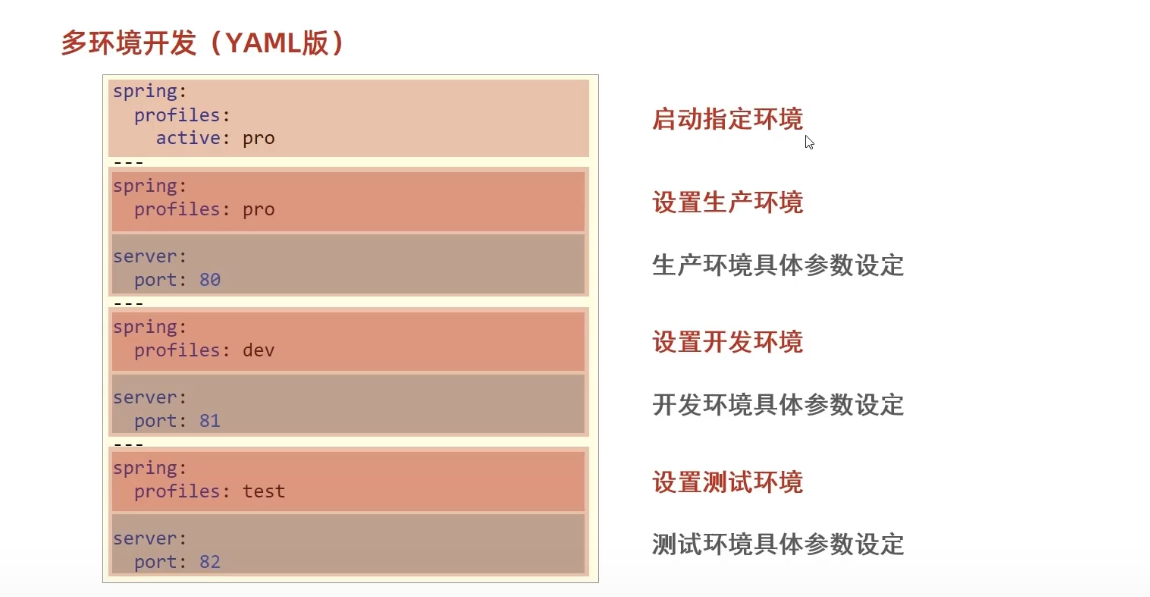 多环境开发（YAML版）
spring:
  profiles:
    active: pro
启动指定环境
---
spring:
  profiles: pro
设置生产环境
server:
  port: 80
生产环境具体参数设定
---
spring:
  profiles: dev
设置开发环境
server:
  port: 81
开发环境具体参数设定
---
spring:
  profiles: test
设置测试环境
server:
  port: 82
测试环境具体参数设定